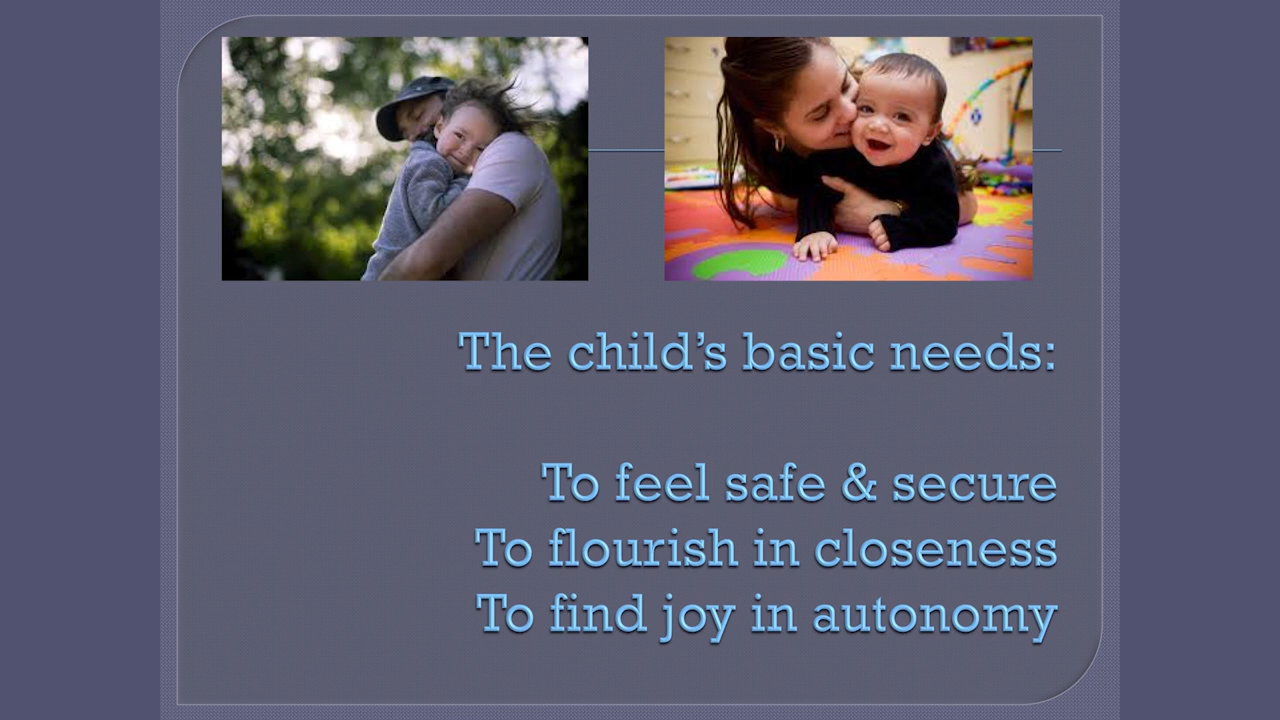 The child’s basic needs:
To feel safe & secure
To flourish in closeness
To find joy in autonomy